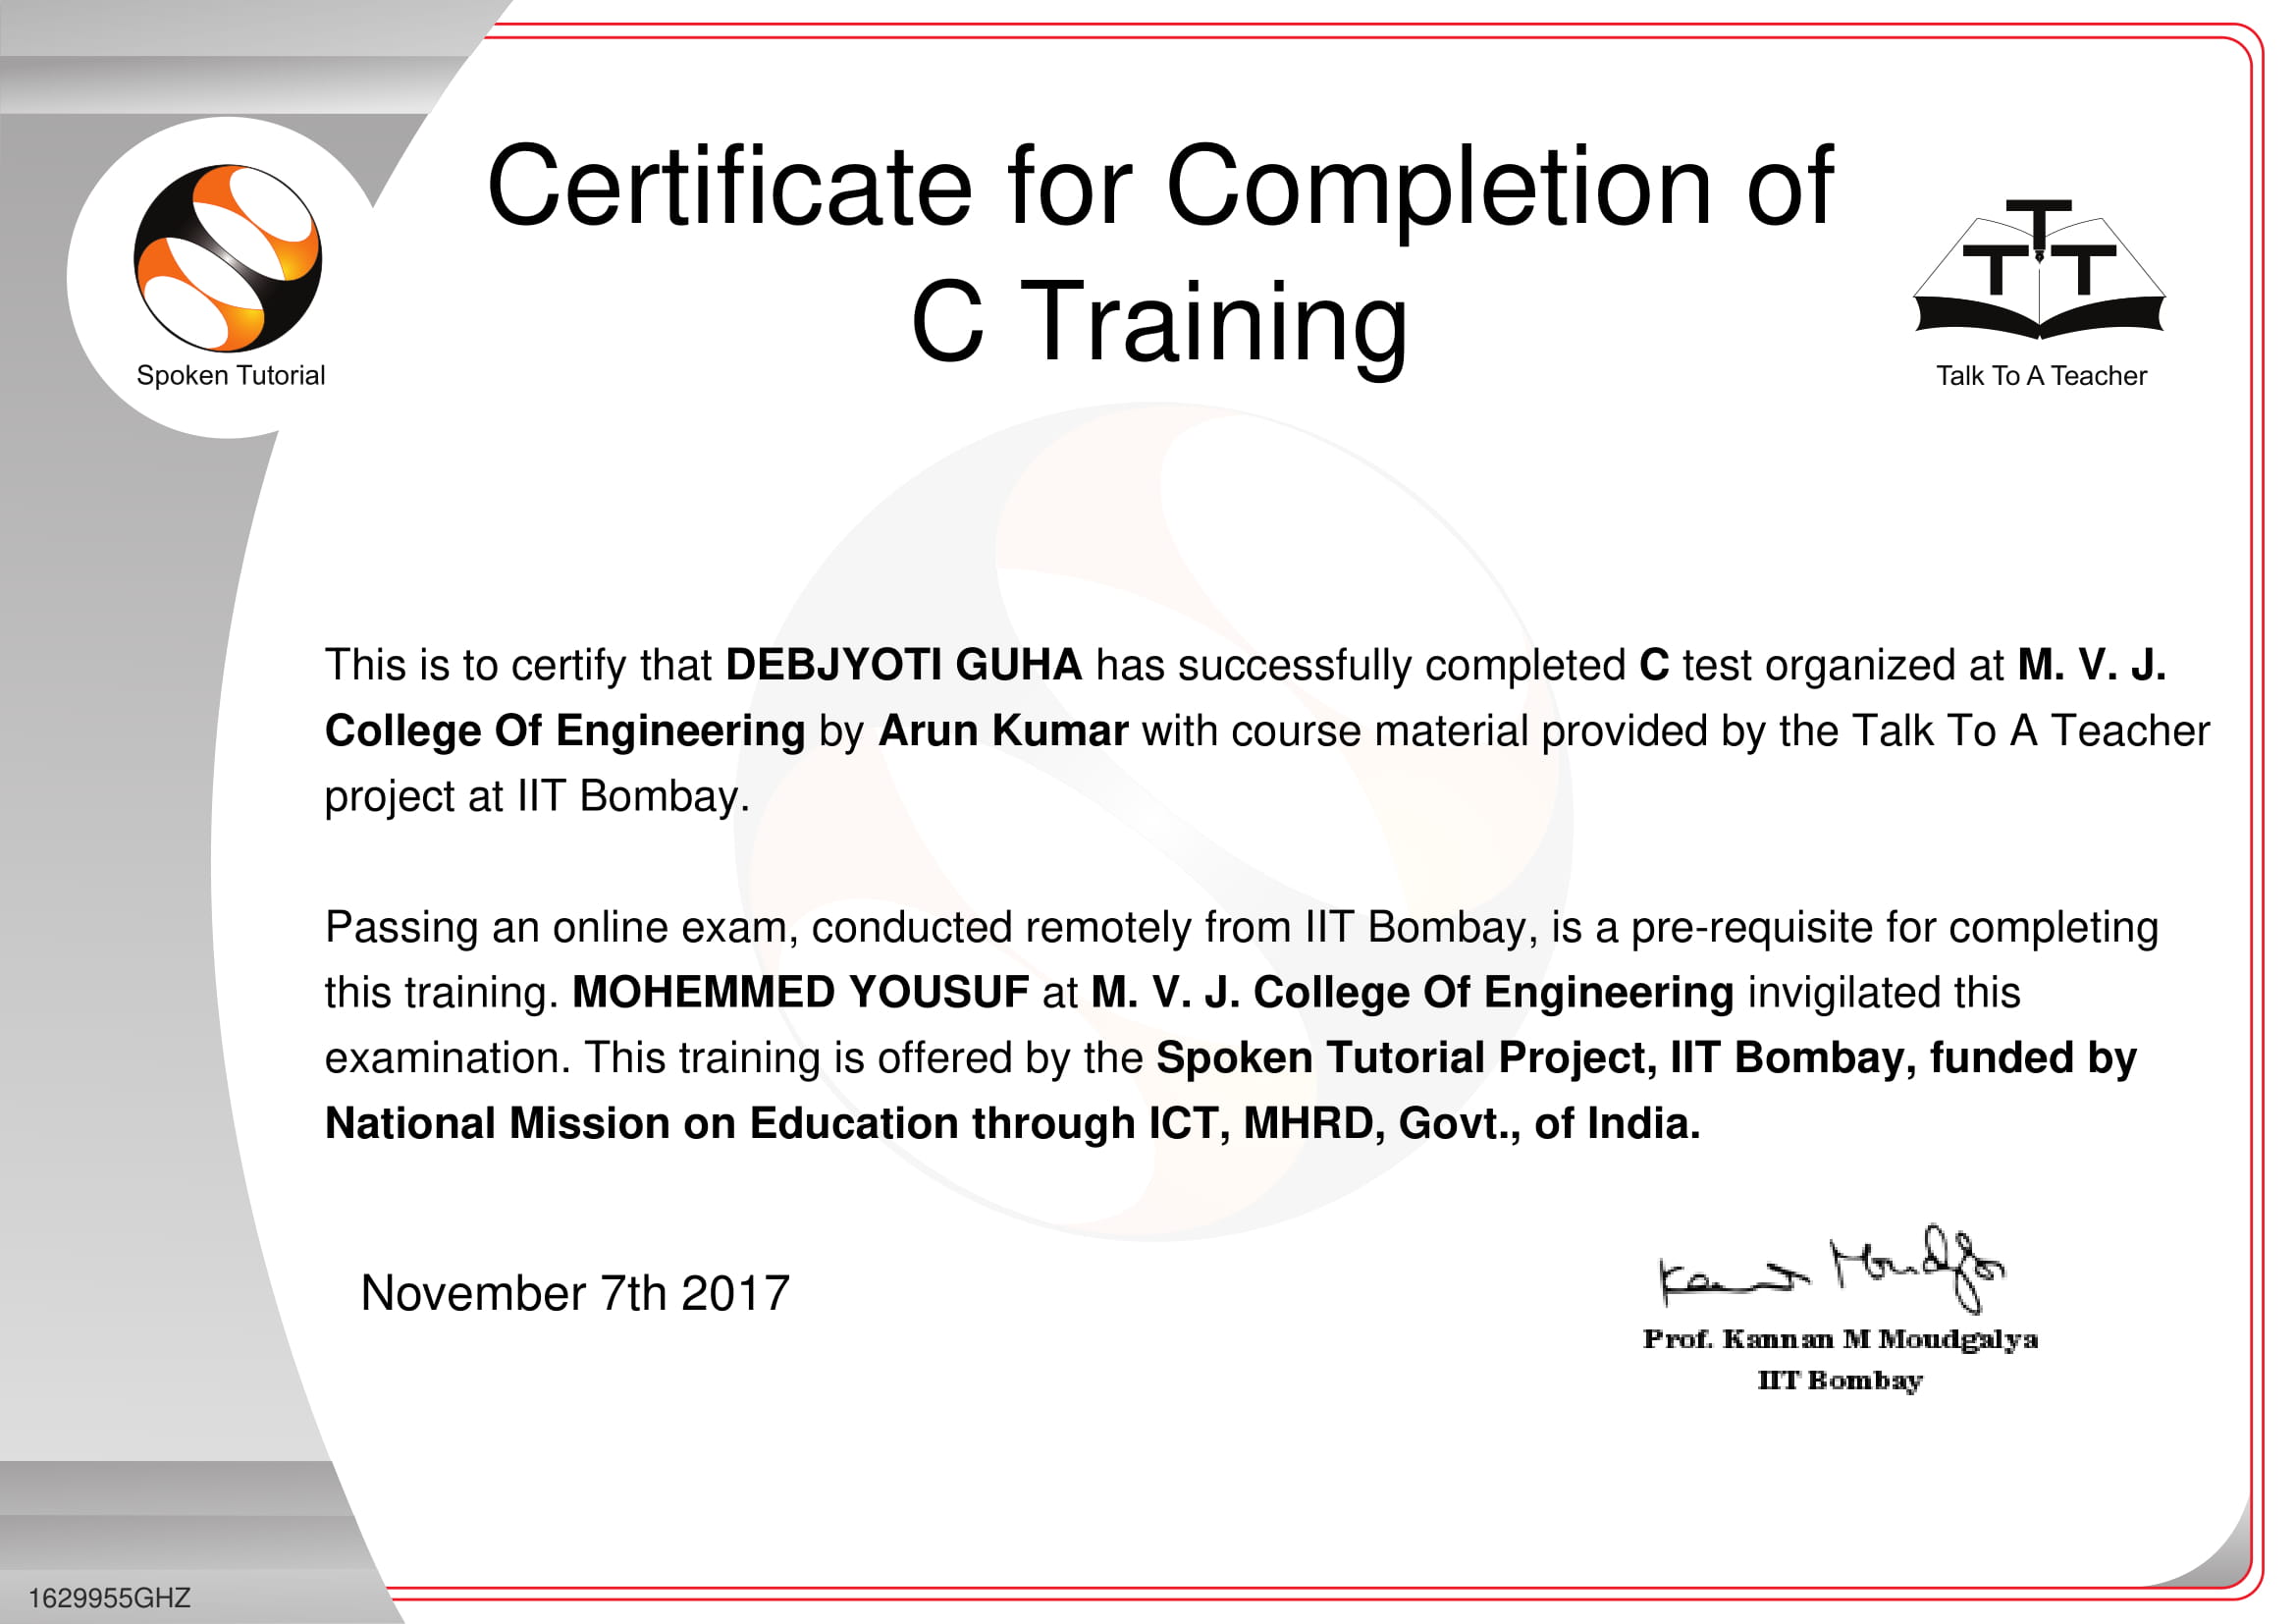 Certificate for Completion of
C Training
Spoken Tutorial
TTT
Talk To A Teacher
This is to certify that DEBJYOTI GUHA has successfully completed C test organized at M. V. J.
College Of Engineering by Arun Kumar with course material provided by the Talk To A Teacher
project at IIT Bombay.
Passing an online exam, conducted remotely from IIT Bombay, is a pre-requisite for completing
this training. MOHEMMED YOUSUF at M. V. J. College Of Engineering invigilated this
examination. This training is offered by the Spoken Tutorial Project, IIT Bombay, funded by
National Mission on Education through ICT, MHRD, Govt., of India.
November 7th 2017
Prof. Kannan M Moudgalya
IIT Bombay
1629955GHZ